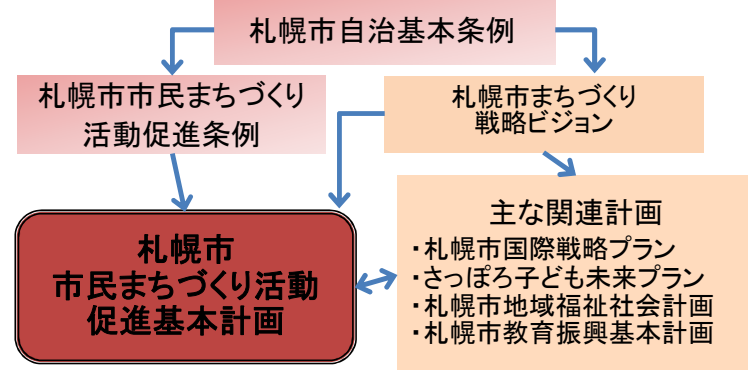 札幌市自治基本条例
札幌市市民まちづくり
活動促進条例
札幌市まちづくり
戦略ビジョン
札幌市
市民まちづくり活動
促進基本計画
主な関連計画
・札幌市国際戦略プラン
・さっぽろ子ども未来プラン
・札幌市地域福祉社会計画
・札幌市教育振興基本計画